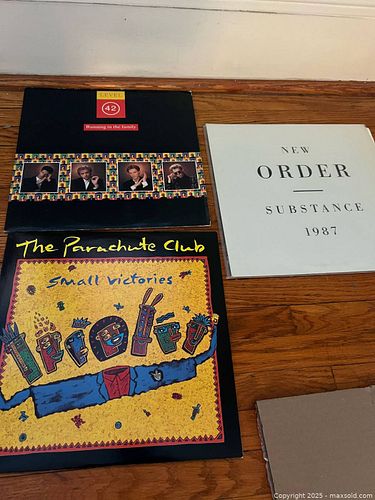 LEVEL
42
Running in the family
NEW
ORDER
SUBSTANCE
1987
The Parachute Club
Small Victories
Copyright 2025 - maxsold.com